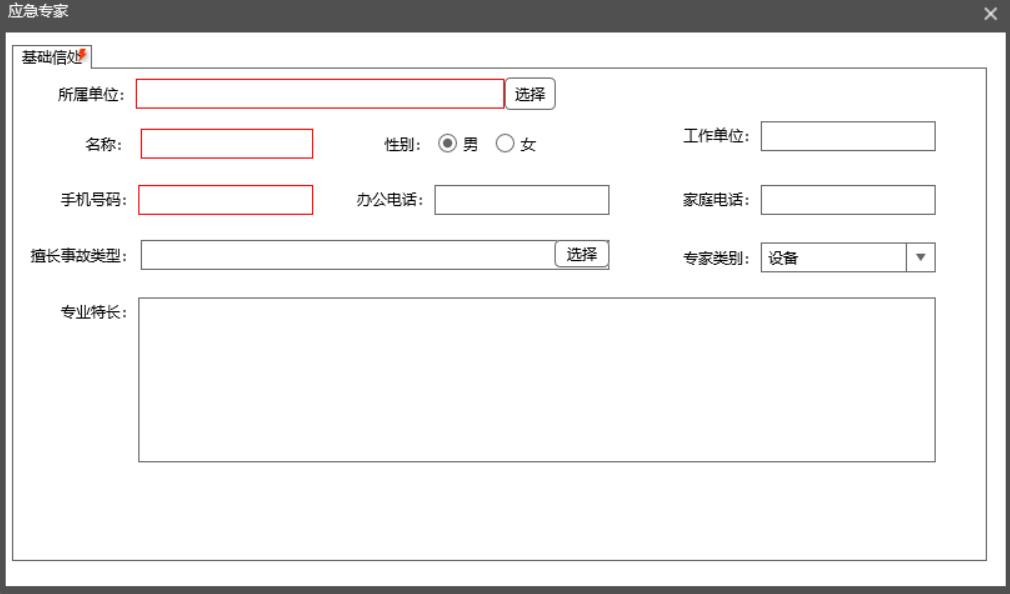 应急专家
基础信处
所属单位： 选择
名称： 性别： 男 女 工作单位：
手机号码： 办公电话： 家庭电话：
擅长事故类型： 选择 专家类别： 设备
专业特长：